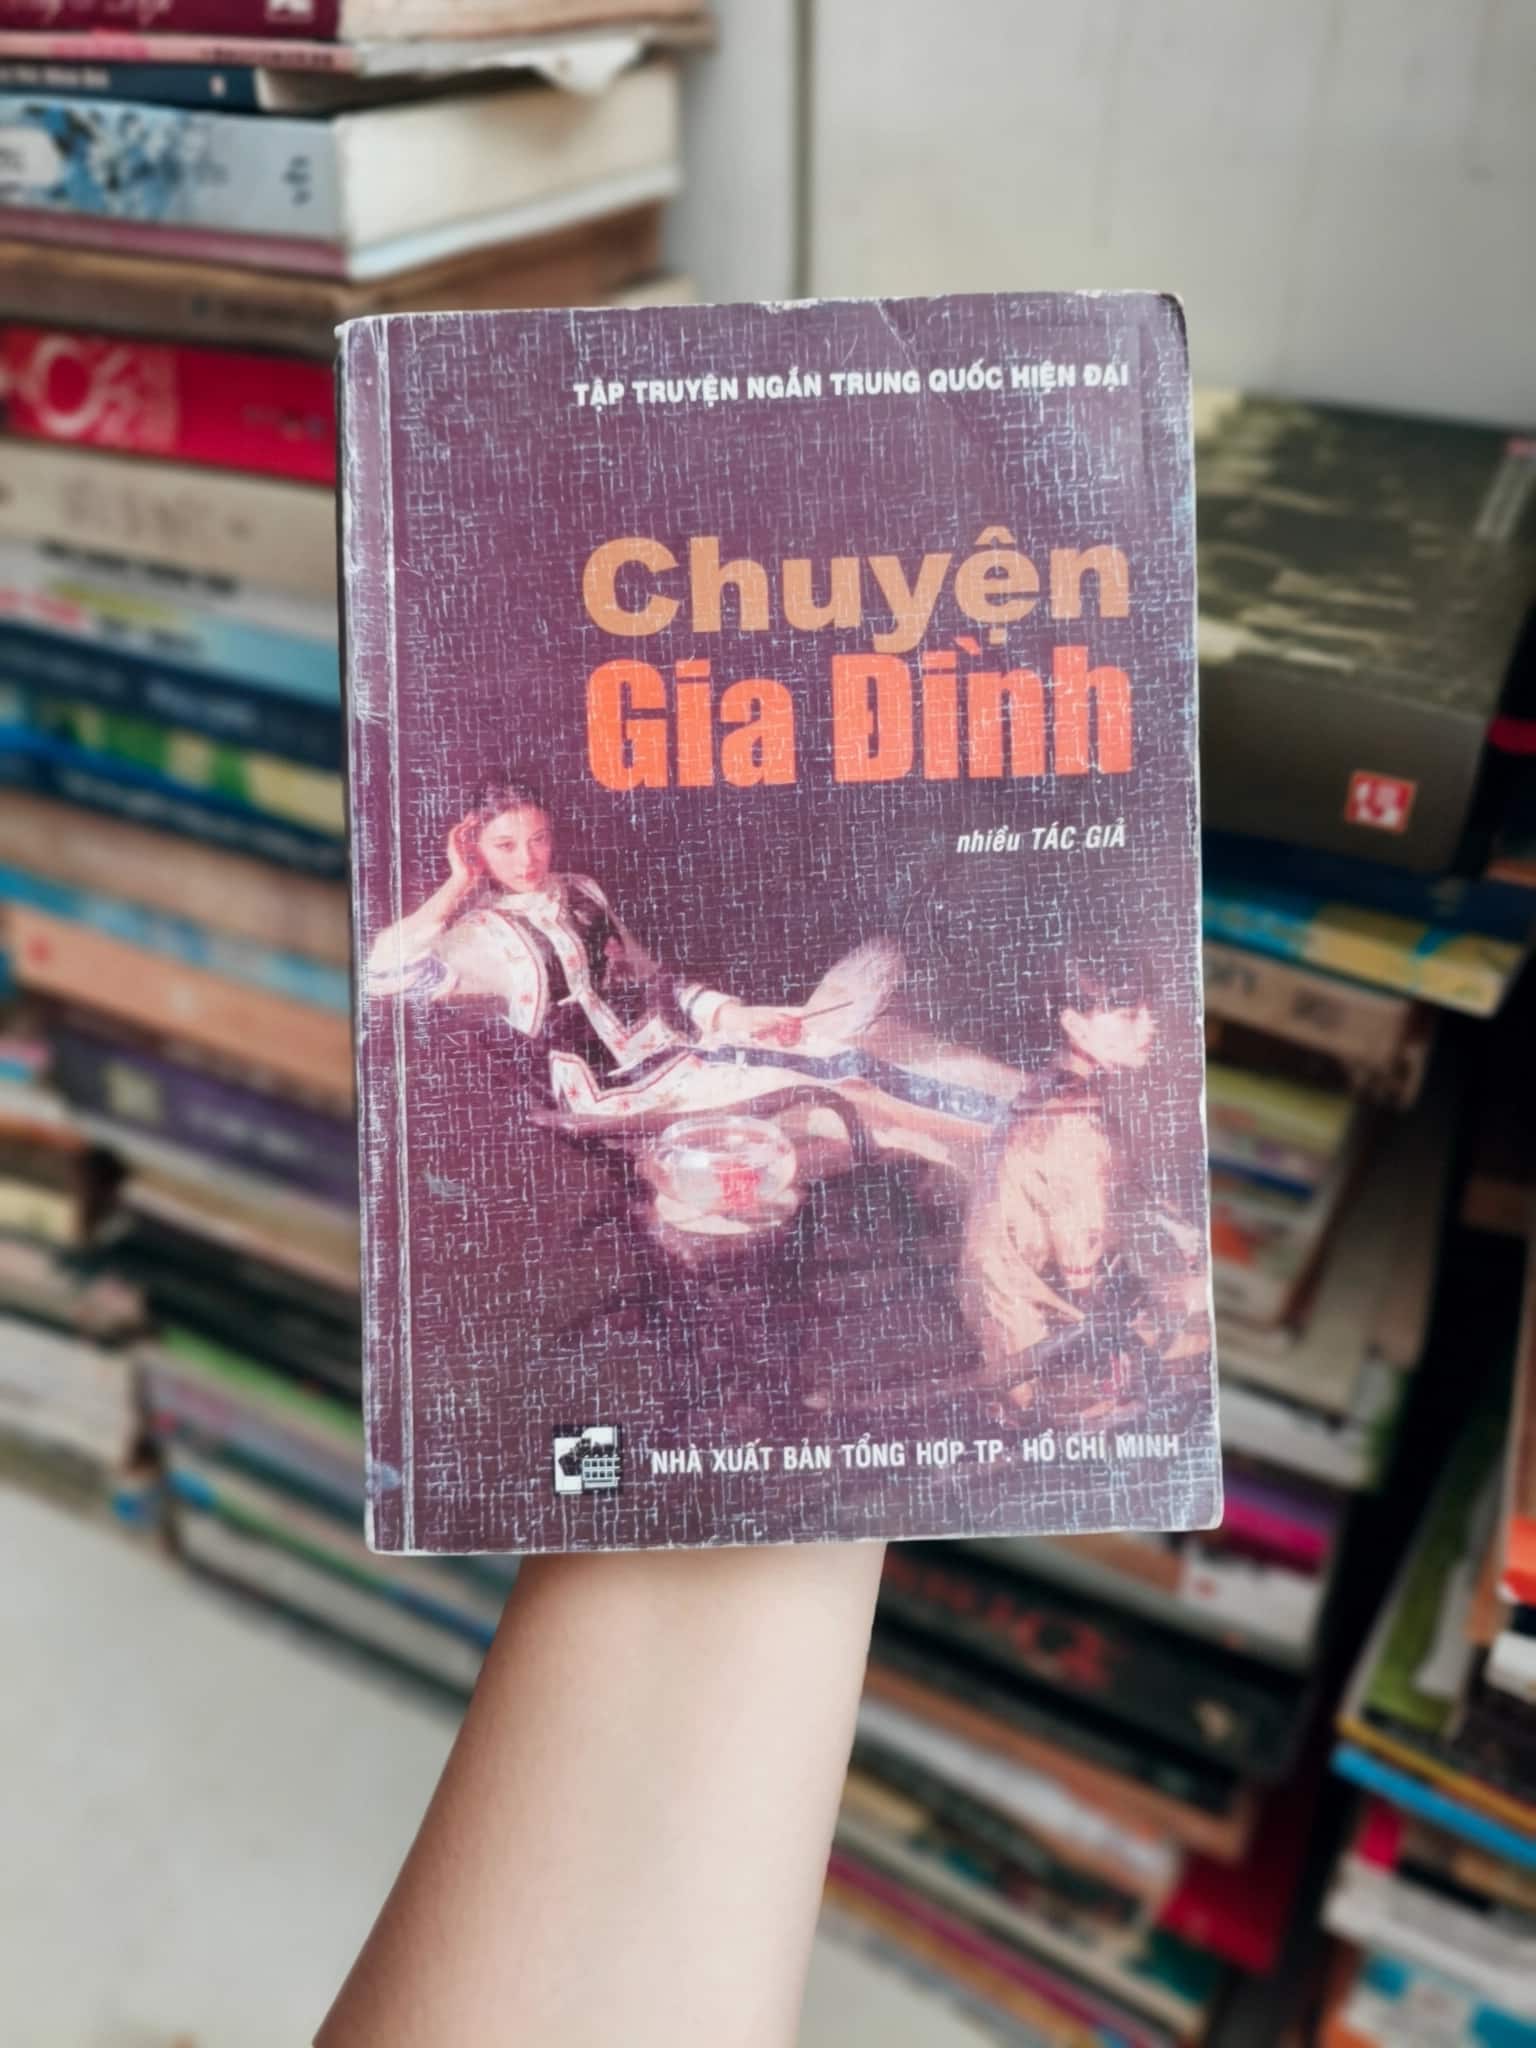 TẬP TRUYỆN NGẮN TRUNG QUỐC HIỆN ĐẠI
Chuyện
Gia Đình
nhiều TÁC GIẢ
NHÀ XUẤT BẢN TỔNG HỢP TP. HỒ CHÍ MINH